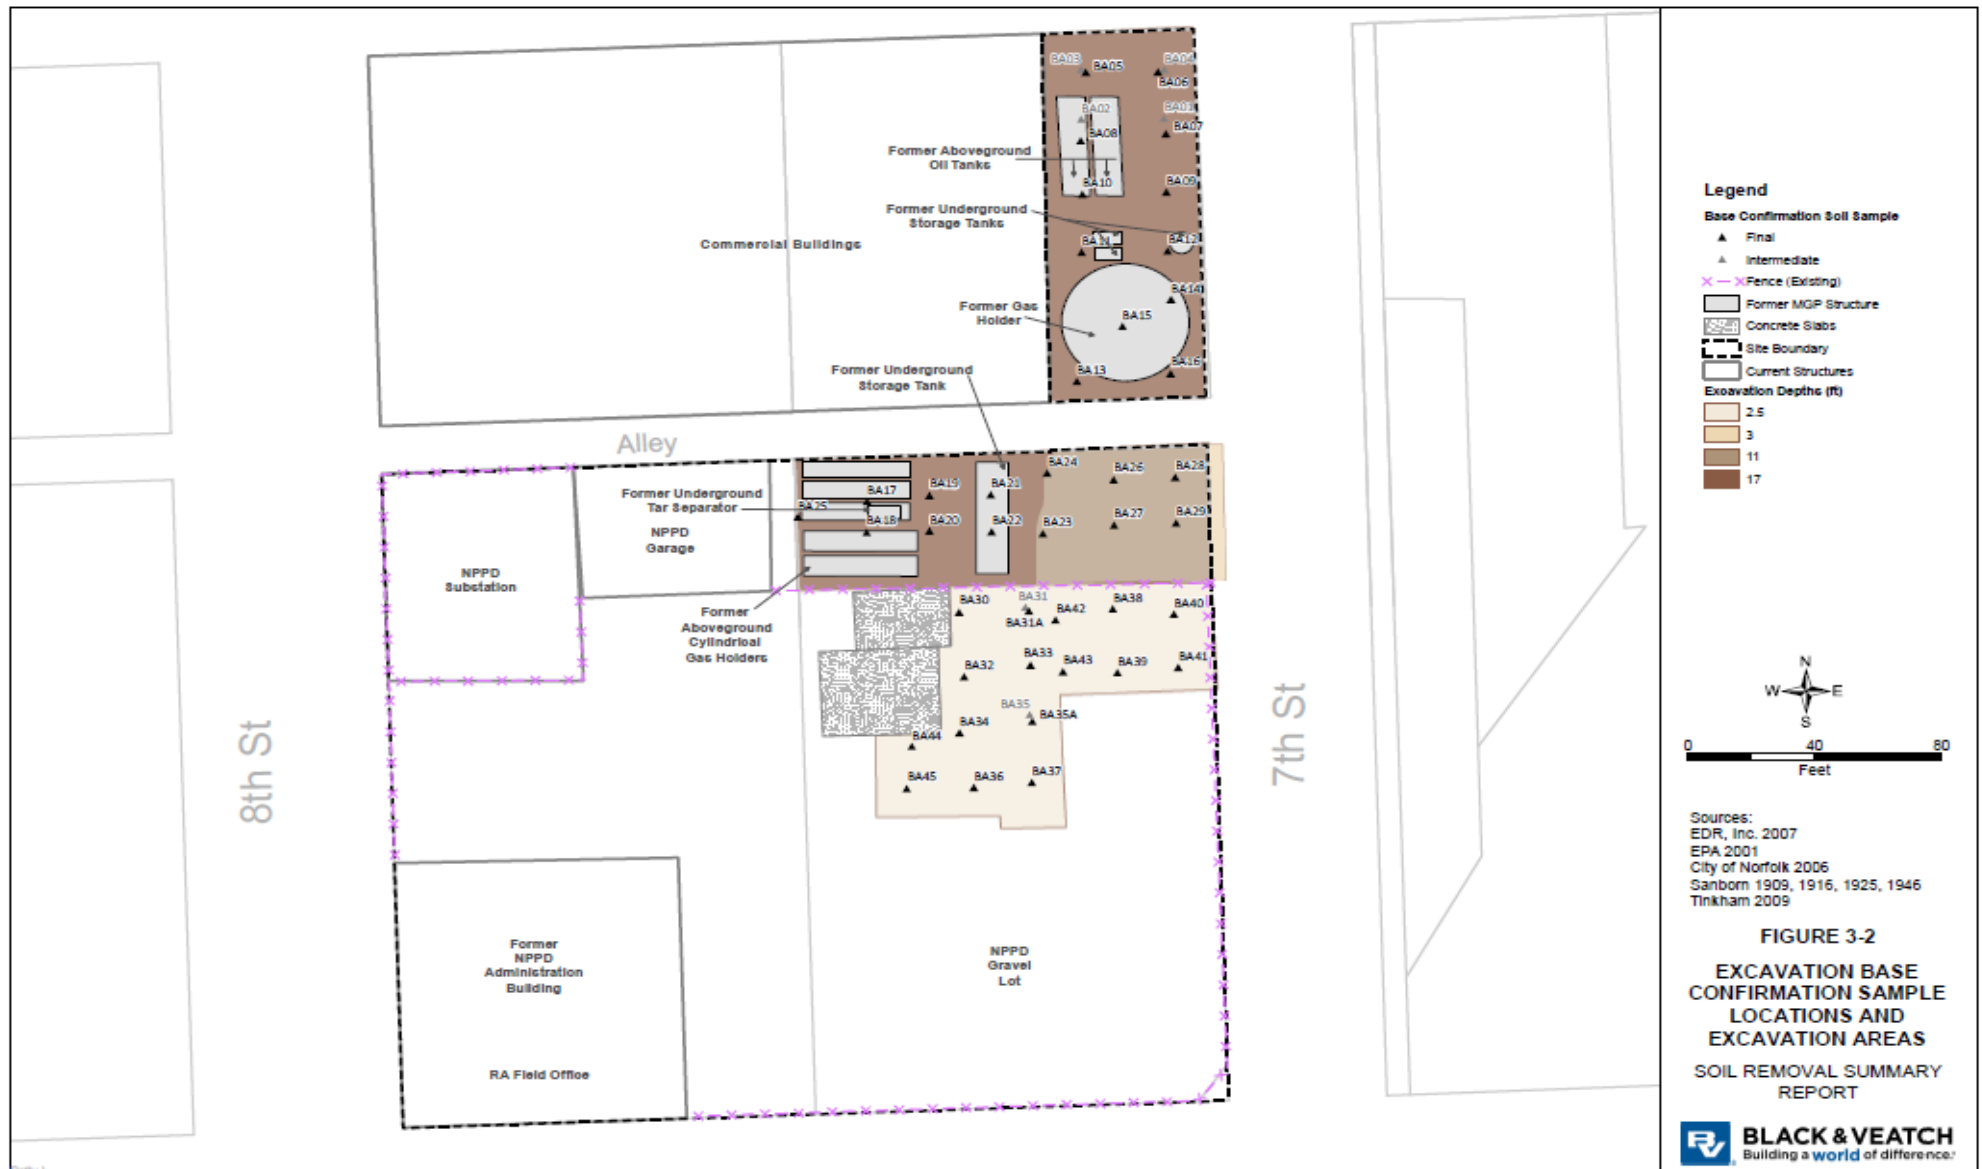 BA03
BA05
BA04
BA06
BA02
BA01
BA08
BA07
Former Aboveground
Oil Tanks
BA10
BA09
Former Underground
Storage Tanks
Commercial Buildings
BA11
BA12
BA14
Former Gas
Holder
BA15
BA16
BA13
Former Underground
Storage Tank
Alley
BA24
BA26
BA28
Former Underground
Tar Separator
BA17
BA19
BA21
BA25
BA18
BA20
BA22
BA23
BA27
BA29
NPPD
Garage
NPPD
Substation
Former
Aboveground
Cylindrical
Gas Holders
BA30
BA31
BA31A
BA42
BA38
BA40
BA32
BA33
BA43
BA39
BA41
BA35
BA35A
BA34
BA44
BA45
BA36
BA37
8th St
7th St
Former
NPPD
Administration
Building
RA Field Office
NPPD
Gravel
Lot
Legend
Base Confirmation Soil Sample
Final
Intermediate
Fence (Existing)
Former MGP Structure
Concrete Slabs
Site Boundary
Current Structures
Excavation Depths (ft)
2.5
3
11
17
N
W E
S
0 40 80
Feet
Sources:
EDR, Inc. 2007
EPA 2001
City of Norfolk 2006
Sanborn 1909, 1916, 1925, 1946
Tinkham 2009
FIGURE 3-2
EXCAVATION BASE
CONFIRMATION SAMPLE
LOCATIONS AND
EXCAVATION AREAS
SOIL REMOVAL SUMMARY
REPORT
BV
BLACK & VEATCH
Building a world of difference.